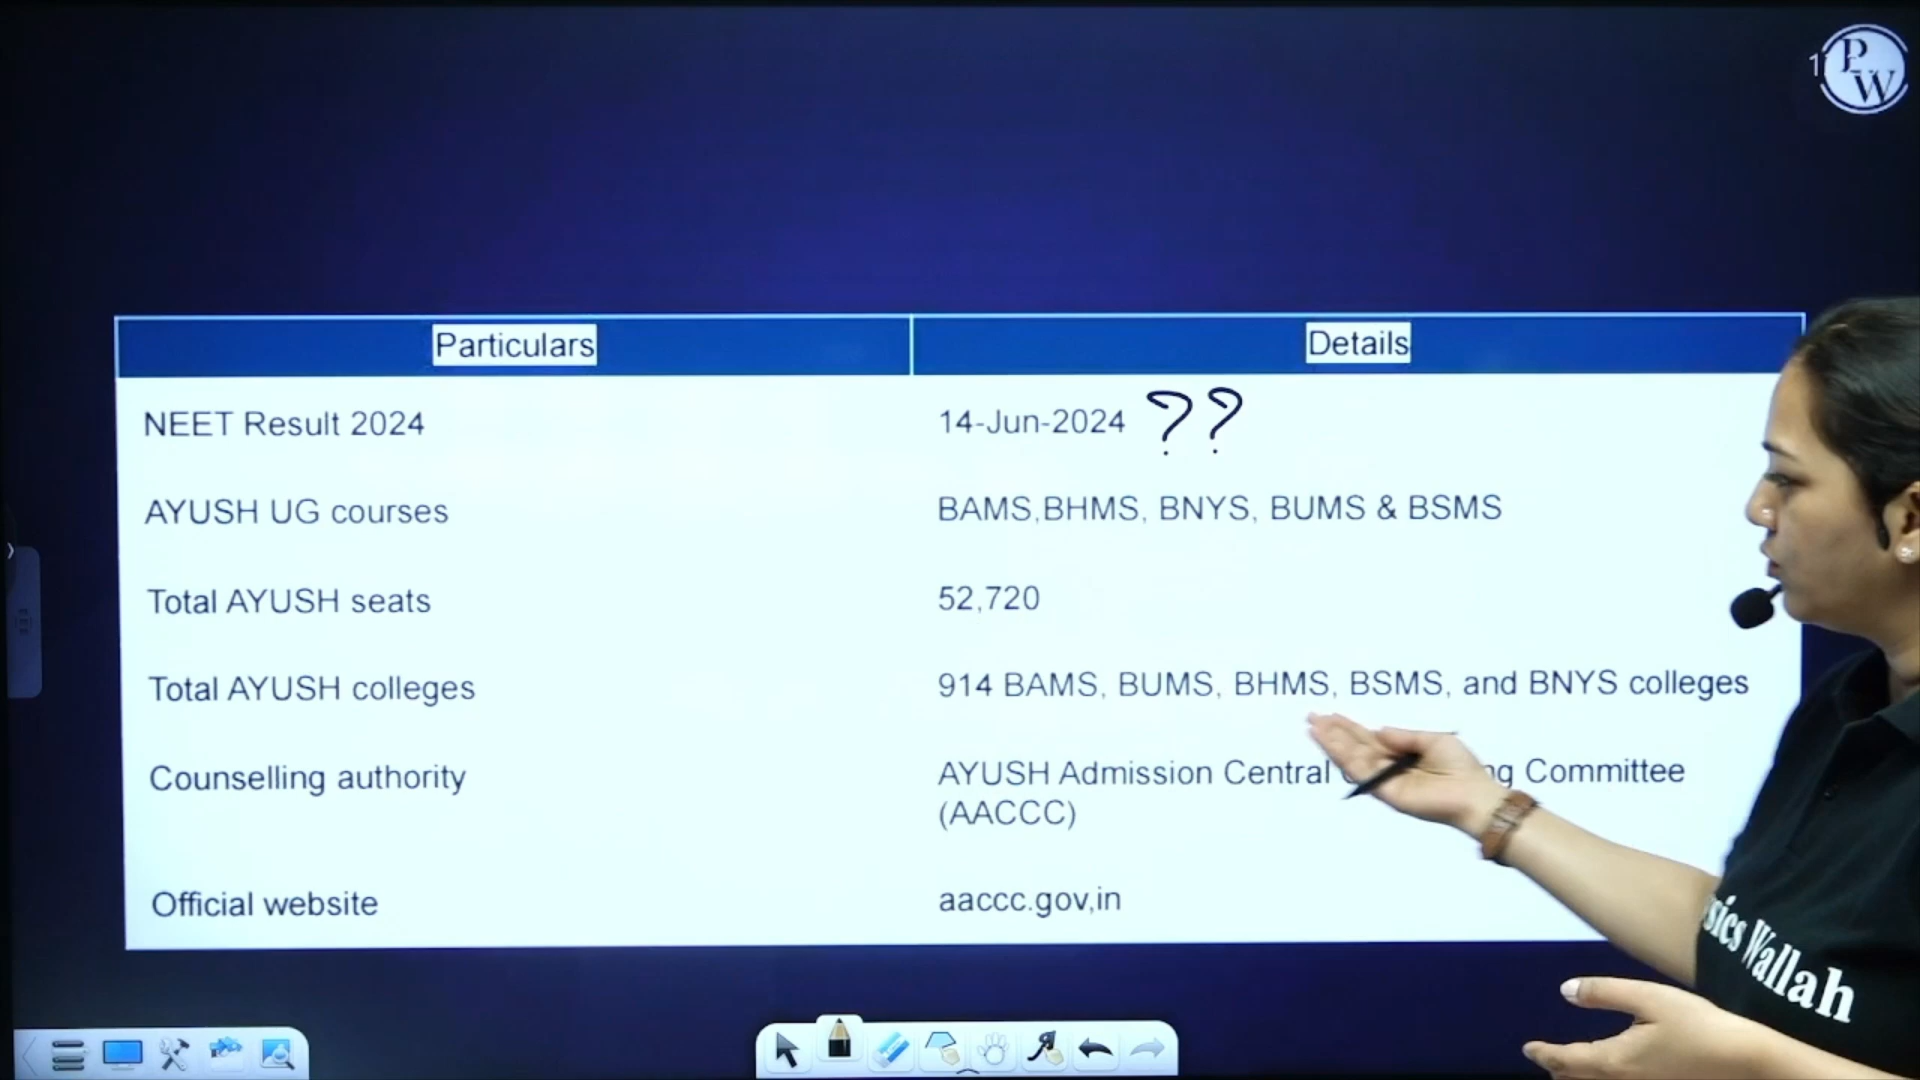 PW
Particulars
Details
NEET Result 2024
14-Jun-2024 ??
AYUSH UG courses
BAMS,BHMS, BNYS, BUMS & BSMS
Total AYUSH seats
52,720
Total AYUSH colleges
914 BAMS, BUMS, BHMS, BSMS, and BNYS colleges
Counselling authority
AYUSH Admission Central Committee
(AACCC)
Official website
aaccc.gov,in
Wallah